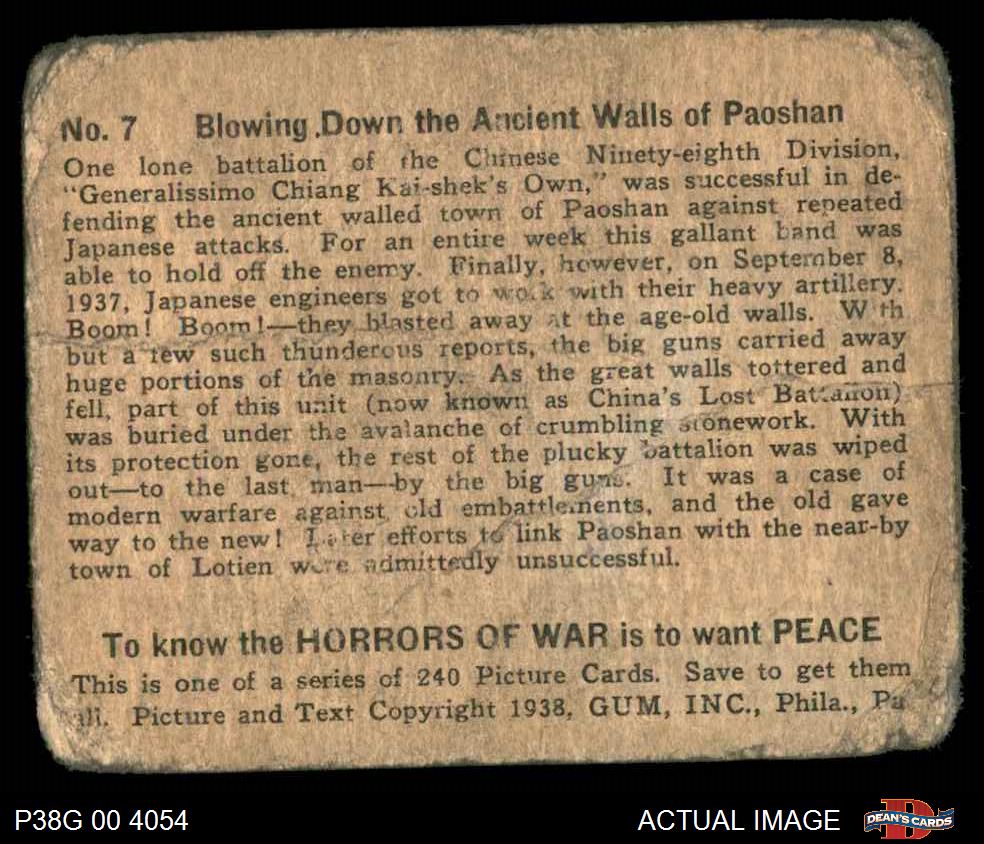 No. 7 Blowing Down the Ancient Walls of Paoshan
One lone battalion of the Chinese Ninety-eighth Division,
"Generalissimo Chiang Kai-shek's Own," was successful in de-
fending the ancient walled town of Paoshan against repeated
Japanese attacks. For an entire week this gallant band was
able to hold off the enemy. Finally, however, on September 8,
1937, Japanese engineers got to work with their heavy artillery.
Boom! Boom!—they blasted away at the age-old walls. With
but a few such thunderous reports, the big guns carried away
huge portions of the masonry. As the great walls tottered and
fell, part of this unit (now known as China's Lost Battalion)
was buried under the avalanche of crumbling stonework. With
its protection gone, the rest of the plucky battalion was wiped
out—to the last man—by the big guns. It was a case of
modern warfare against old embattlements, and the old gave
way to the new! Later efforts to link Paoshan with the near-by
town of Lotien were admittedly unsuccessful.
To know the HORRORS OF WAR is to want PEACE
This is one of a series of 240 Picture Cards. Save to get them
all. Picture and Text Copyright 1938, GUM, INC., Phila., Pa
P38G 00 4054
ACTUAL IMAGE
DEAN'S CARDS